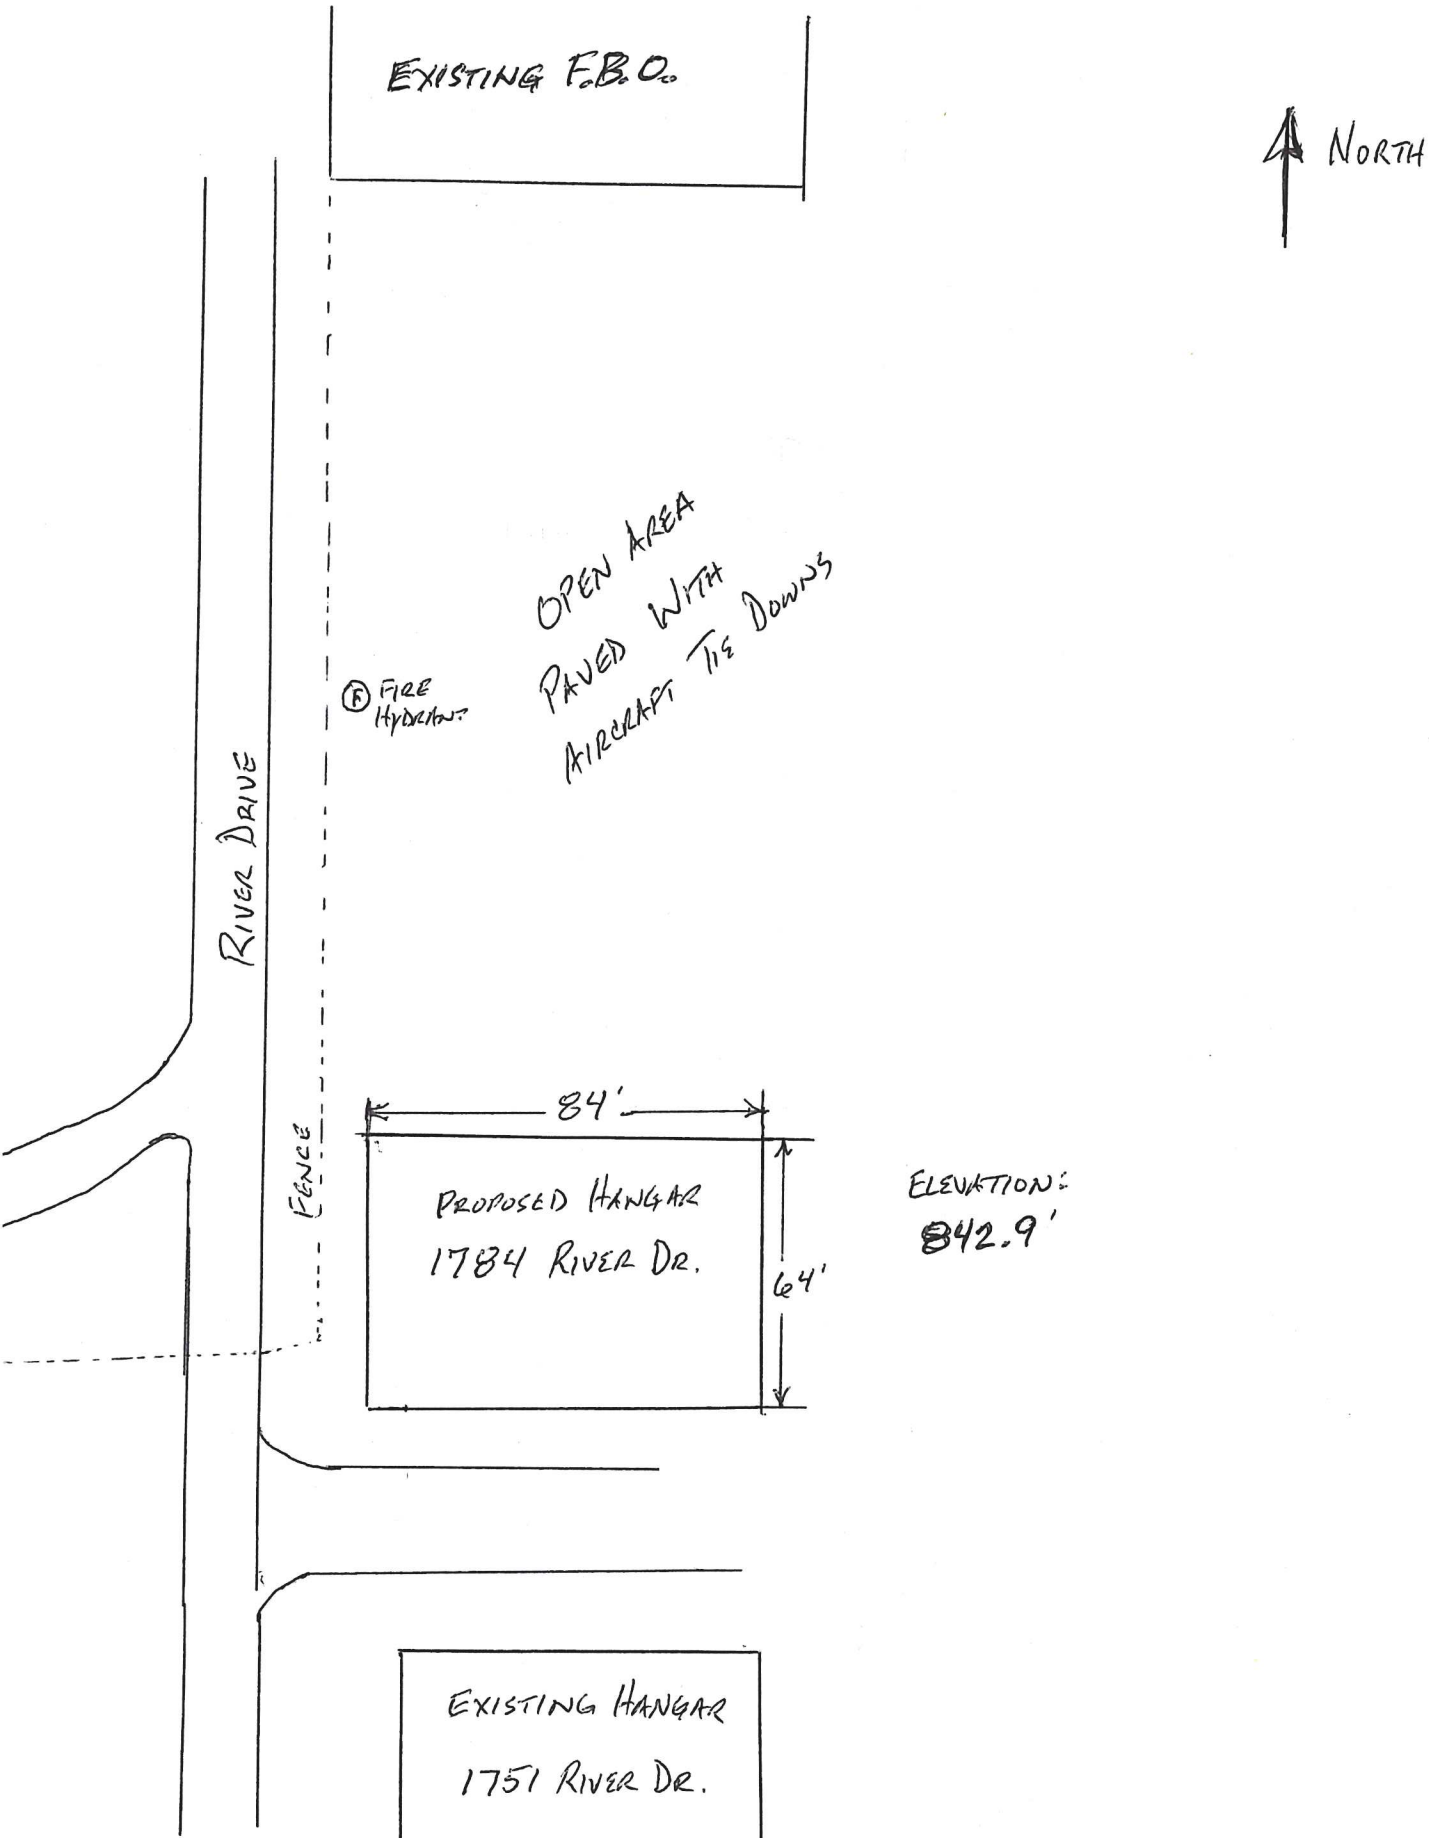 EXISTING F.B.O.
NORTH
OPEN AREA
PAVED WITH
AIRCRAFT TIE DOWNS
F FIRE
HYDRANT
RIVER DRIVE
84'
FENCE
PROPOSED HANGAR
1784 RIVER DR.
64'
ELEVATION:
842.9'
EXISTING HANGAR
1751 RIVER DR.